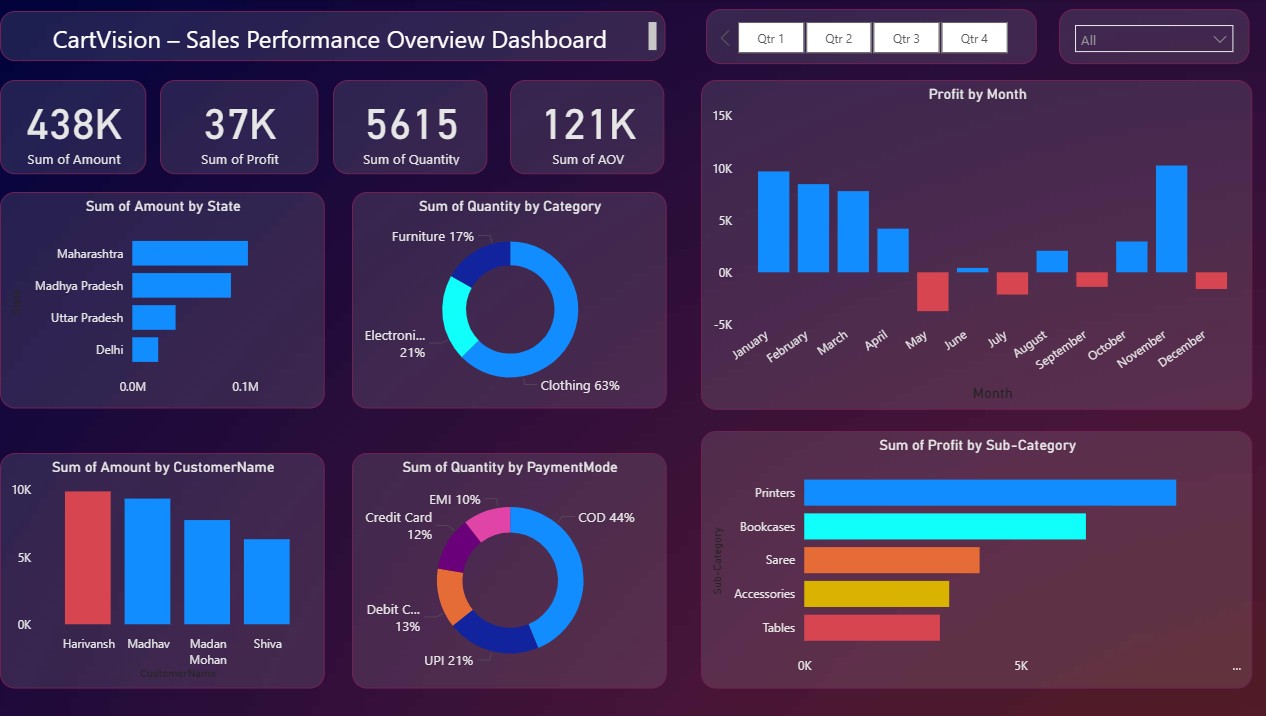 CartVision – Sales Performance Overview Dashboard
Qtr 1
Qtr 2
Qtr 3
Qtr 4
All
438K
Sum of Amount
37K
Sum of Profit
5615
Sum of Quantity
121K
Sum of AOV
Sum of Amount by State
Maharashtra
Madhya Pradesh
Uttar Pradesh
Delhi
0.0M
0.1M
Sum of Quantity by Category
Furniture 17%
Electroni...
21%
Clothing 63%
Profit by Month
15K
10K
5K
0K
-5K
January
February
March
April
May
June
July
August
September
October
November
December
Month
Sum of Amount by CustomerName
10K
5K
0K
Harivansh
Madhav
Madan
Mohan
Shiva
CustomerName
Sum of Quantity by PaymentMode
EMI 10%
Credit Card
12%
COD 44%
Debit C...
13%
UPI 21%
Sum of Profit by Sub-Category
Sub-Category
Printers
Bookcases
Saree
Accessories
Tables
0K
5K
...